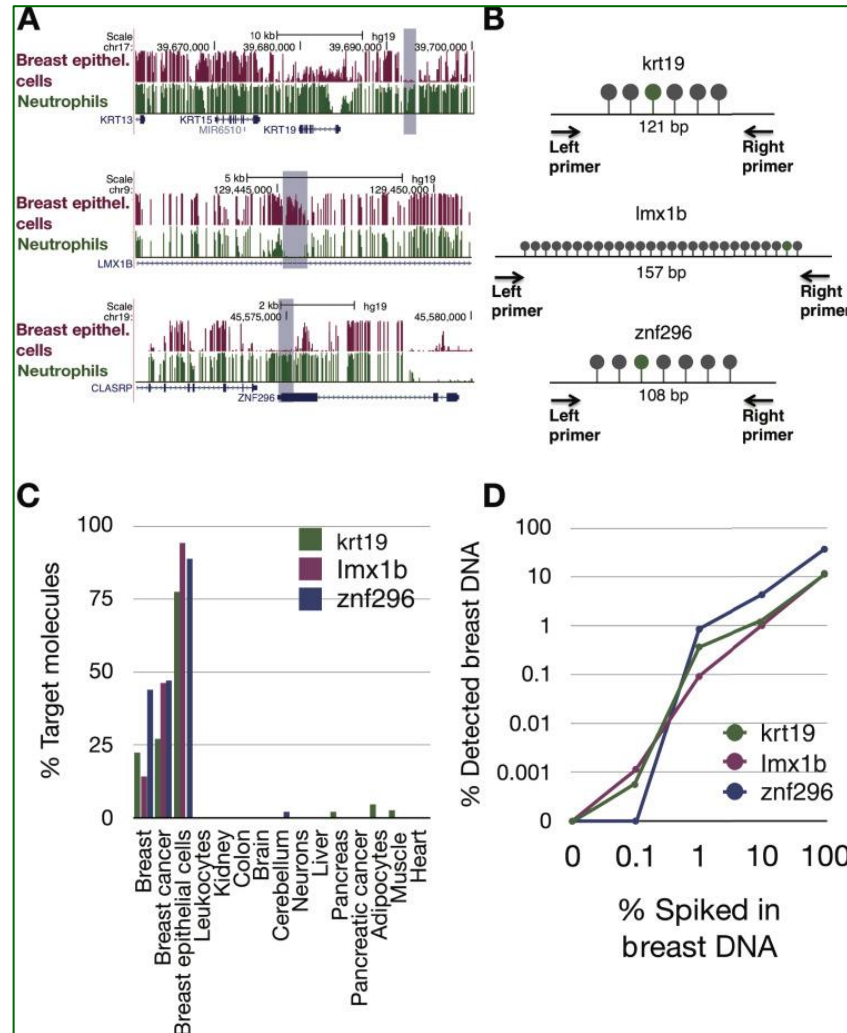 A
Scale
10 kb
hg19
chr17:
39,670,000
39,680,000
39,690,000
39,700,000
Breast epithel.
cells
Neutrophils
KRT13
KRT15
MIR6510
KRT19
Scale
5 kb
hg19
chr9:
129,445,000
129,450,000
Breast epithel.
cells
Neutrophils
LMX1B
Scale
2 kb
hg19
chr19:
45,575,000
45,580,000
Breast epithel.
cells
Neutrophils
CLASRP
ZNF296
B
krt19
121 bp
Left
primer
Right
primer
lmx1b
157 bp
Left
primer
Right
primer
znf296
108 bp
Left
primer
Right
primer
C
% Target molecules
100
75
50
25
0
krt19
lmx1b
znf296
Breast
Breast cancer
Breast epithelial cells
Leukocytes
Kidney
Colon
Brain
Cerebellum
Neurons
Liver
Pancreas
Pancreatic cancer
Adipocytes
Muscle
Heart
D
% Detected breast DNA
100
10
1
0.1
0.01
0.001
0
krt19
lmx1b
znf296
0
0.1
1
10
100
% Spiked in
breast DNA